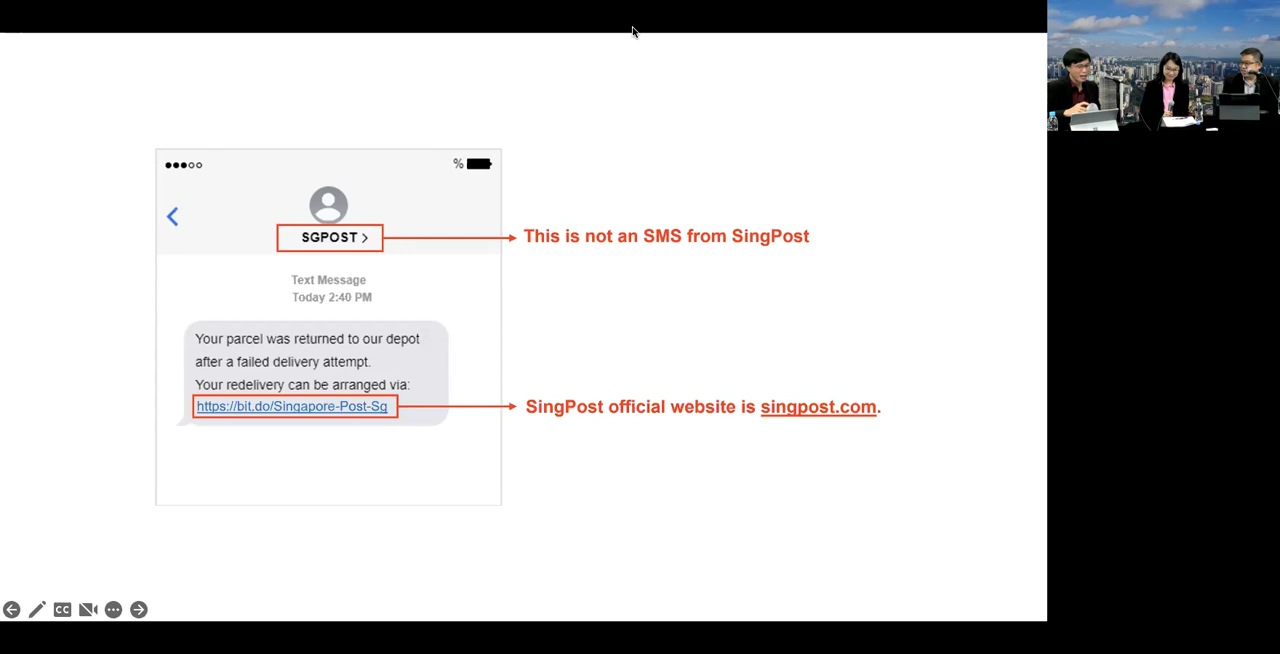 %
SGPOST >
This is not an SMS from SingPost
Text Message
Today 2:40 PM
Your parcel was returned to our depot
after a failed delivery attempt.
Your redelivery can be arranged via:
https://bit.do/Singapore-Post-Sg
SingPost official website is singpost.com.
CC